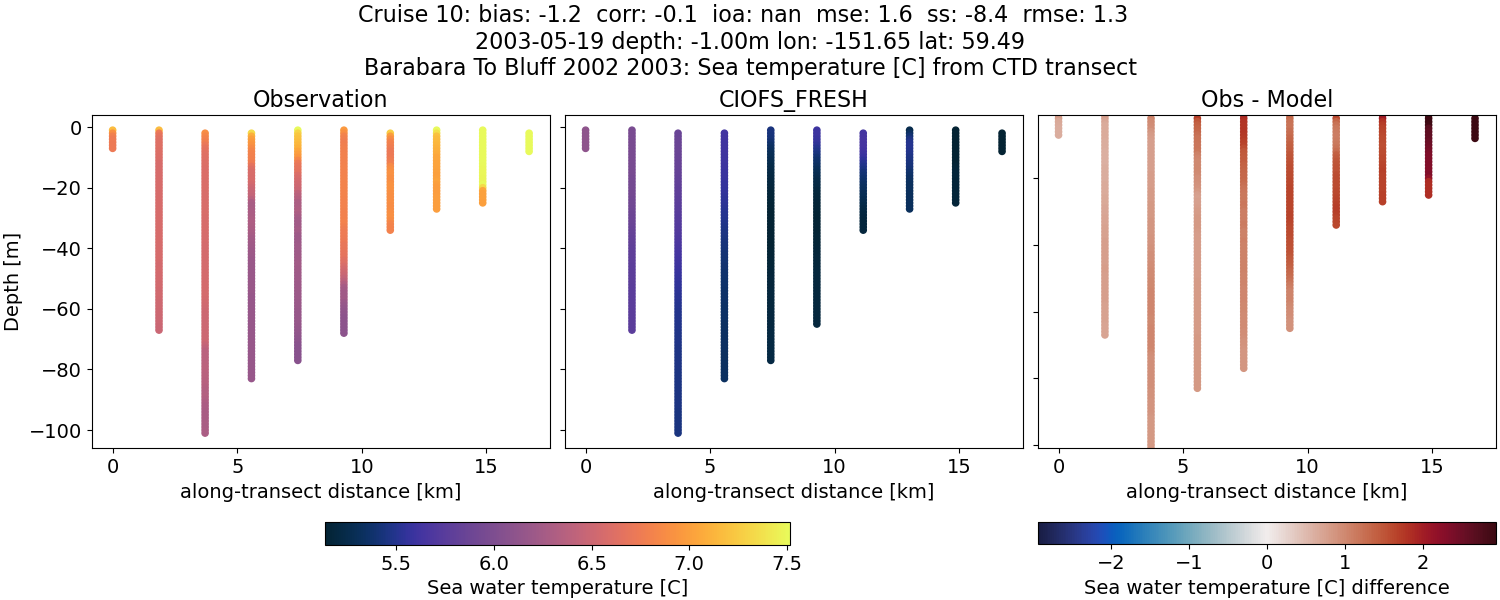 Cruise 10: bias: -1.2  corr: -0.1  ioa: nan  mse: 1.6  ss: -8.4  rmse: 1.3
2003-05-19 depth: -1.00m lon: -151.65 lat: 59.49
Barabara To Bluff 2002 2003: Sea temperature [C] from CTD transect
Observation
CIOFS_FRESH
Obs - Model
Depth [m]
0
−20
−40
−60
−80
−100
0 5 10 15
0 5 10 15
0 5 10 15
along-transect distance [km]
along-transect distance [km]
along-transect distance [km]
5.5 6.0 6.5 7.0 7.5
Sea water temperature [C]
−2 −1 0 1 2
Sea water temperature [C] difference